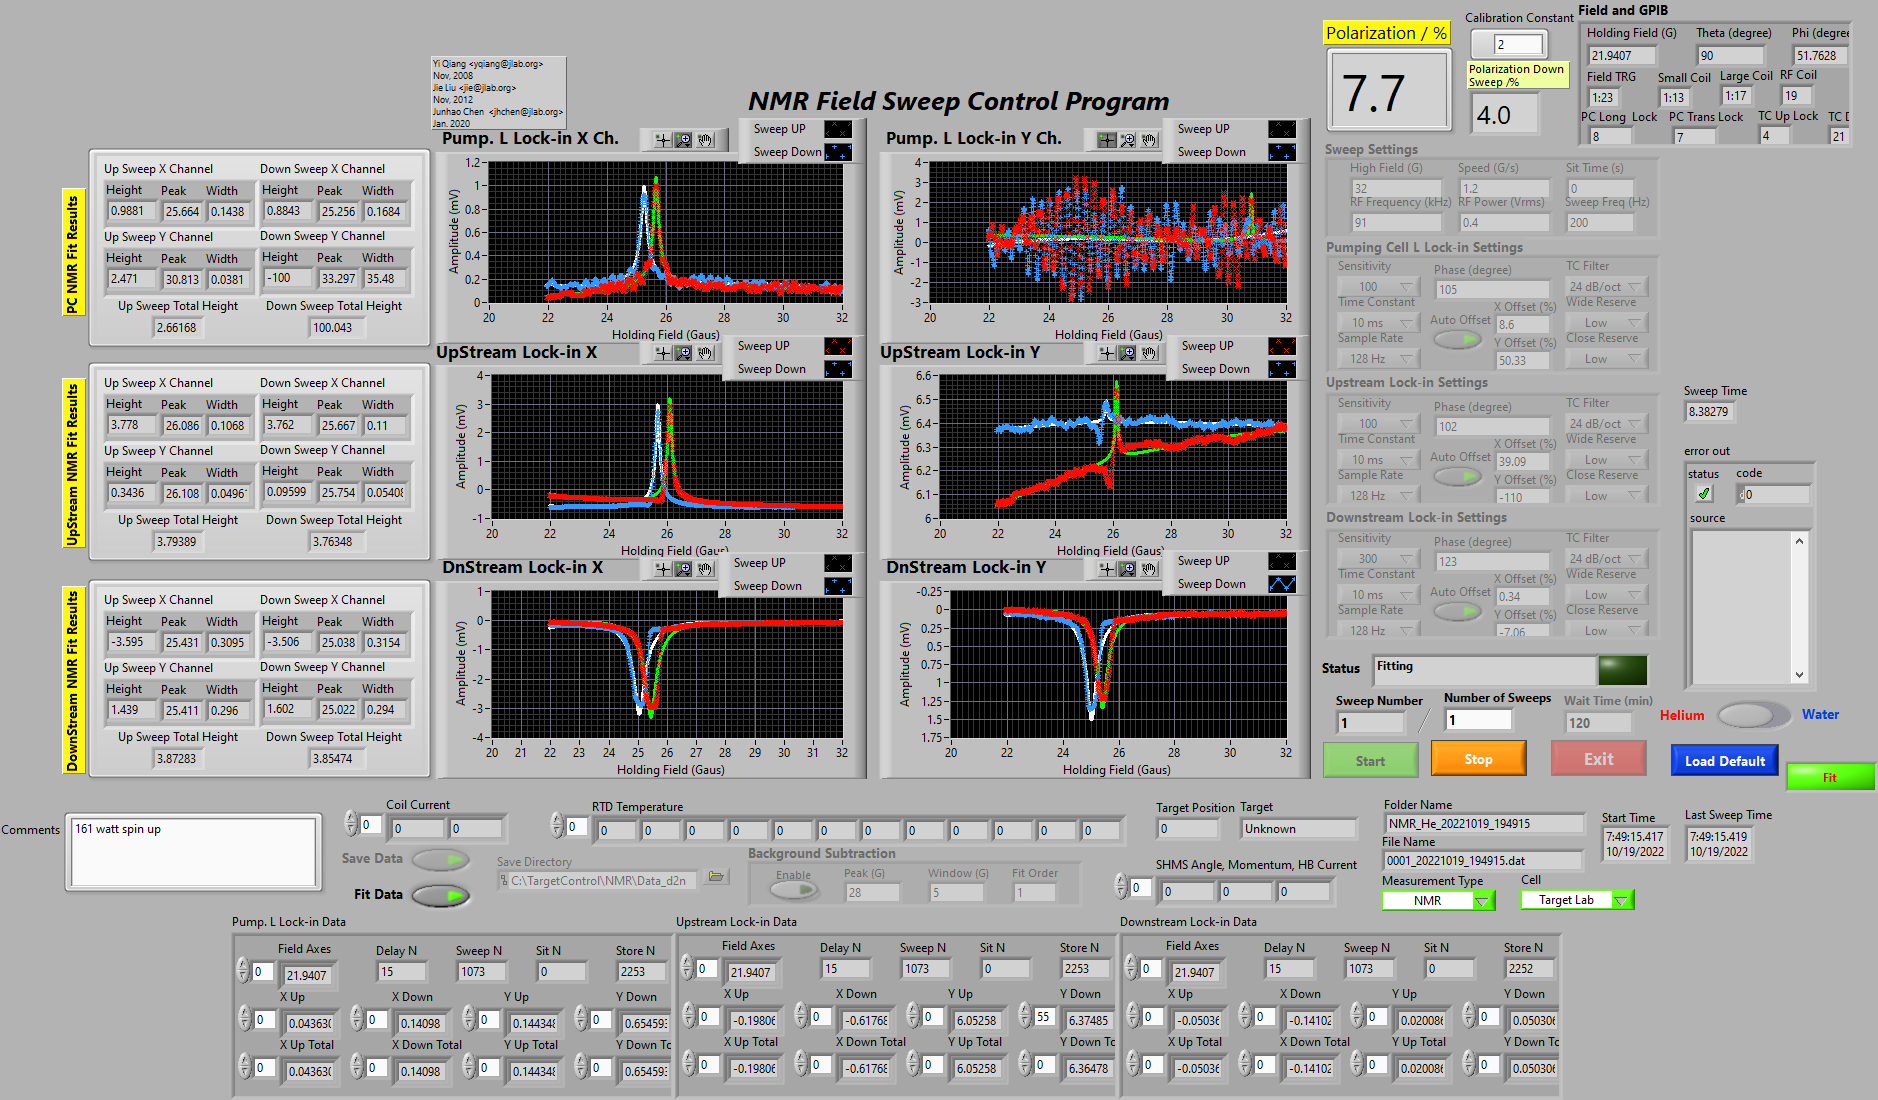 Yi Qiang <yqiang@jlab.org>
Nov, 2008
Jie Liu <jie@jlab.org>
Nov, 2012
Junhao Chen <jhchen@jlab.org>
Jan. 2020
NMR Field Sweep Control Program
Polarization / %
7.7
Calibration Constant
2
Polarization Down
Sweep /%
4.0
Field and GPIB
Holding Field (G) Theta (degree) Phi (degree
21.9407 90 51.7628
Field TRG Small Coil Large Coil RF Coil
1:23 1:13 1:17 19
PC Long Lock PC Trans Lock TC Up Lock TC D
8 7 4 21
PC NMR Fit Results
Up Sweep X Channel Down Sweep X Channel
Height Peak Width Height Peak Width
0.9881 25.664 0.1438 0.8843 25.256 0.1684
Up Sweep Y Channel Down Sweep Y Channel
Height Peak Width Height Peak Width
2.471 30.813 0.0381 -100 33.297 35.48
Up Sweep Total Height Down Sweep Total Height
2.66168 100.043
UpStream NMR Fit Results
Up Sweep X Channel Down Sweep X Channel
Height Peak Width Height Peak Width
3.778 26.086 0.1068 3.762 25.667 0.11
Up Sweep Y Channel Down Sweep Y Channel
Height Peak Width Height Peak Width
0.3436 26.108 0.0496 0.09599 25.754 0.0540
Up Sweep Total Height Down Sweep Total Height
3.79389 3.76348
DownStream NMR Fit Results
Up Sweep X Channel Down Sweep X Channel
Height Peak Width Height Peak Width
-3.595 25.431 0.3095 -3.506 25.038 0.3154
Up Sweep Y Channel Down Sweep Y Channel
Height Peak Width Height Peak Width
1.439 25.411 0.296 1.602 25.022 0.294
Up Sweep Total Height Down Sweep Total Height
3.87283 3.85474
Pump. L Lock-in X Ch.
Sweep UP
Sweep Down
Amplitude (mV)
1.2
1
0.8
0.6
0.4
0.2
0
20 22 24 26 28 30 32
Holding Field (Gaus)
Pump. L Lock-in Y Ch.
Sweep UP
Sweep Down
Amplitude (mV)
4
3
2
1
0
-1
-2
-3
20 22 24 26 28 30 32
Holding Field (Gaus)
UpStream Lock-in X
Sweep UP
Sweep Down
Amplitude (mV)
4
3
2
1
0
-1
20 22 24 26 28 30 32
Holding Field (Gaus)
UpStream Lock-in Y
Sweep UP
Sweep Down
Amplitude (mV)
6.6
6.5
6.4
6.2
6.1
6
20 22 24 26 28 30 32
Holding Field (Gaus)
DnStream Lock-in X
Sweep UP
Sweep Down
Amplitude (mV)
1
0
-1
-2
-3
-4
20 21 22 23 24 25 26 27 28 29 30 32
Holding Field (Gaus)
DnStream Lock-in Y
Sweep UP
Sweep Down
Amplitude (mV)
-0.25
0
0.25
0.5
0.75
1
1.25
1.5
1.75
20 22 24 26 28 30 32
Holding Field (Gaus)
Sweep Settings
High Field (G) Speed (G/s) Sit Time (s)
32 1.2 0
RF Frequency (kHz) RF Power (Vrms) Sweep Freq (Hz)
91 0.4 200
Pumping Cell L Lock-in Settings
Sensitivity Phase (degree) TC Filter
100 105 24 dB/oct
Time Constant X Offset (%) Wide Reserve
10 ms Auto Offset 8.6 Low
Sample Rate Y Offset (%) Close Reserve
128 Hz 50.33 Low
Upstream Lock-in Settings
Sensitivity Phase (degree) TC Filter
100 102 24 dB/oct
Time Constant X Offset (%) Wide Reserve
10 ms Auto Offset 39.09 Low
Sample Rate Y Offset (%) Close Reserve
128 Hz -110 Low
Downstream Lock-in Settings
Sensitivity Phase (degree) TC Filter
300 123 24 dB/oct
Time Constant X Offset (%) Wide Reserve
10 ms Auto Offset 0.34 Low
Sample Rate Y Offset (%) Close Reserve
128 Hz -7.06 Low
Sweep Time
8.38279
error out
status code
0
source
Status Fitting
Sweep Number Number of Sweeps Wait Time (min)
1 / 1 120
Helium Water
Start Stop Exit Load Default Fit
Comments 161 watt spin up
Coil Current
0 0 0
Save Data
Fit Data
RTD Temperature
0 0 0 0 0 0 0 0 0 0 0 0 0
Save Directory
C:\TargetControl\NMR\Data_d2n
Background Subtraction
Enable Peak (G) Window (G) Fit Order
28 5 1
Target Position Target
0 Unknown
SHMS Angle, Momentum, HB Current
0 0 0 0
Folder Name
NMR_He_20221019_194915
File Name
0001_20221019_194915.dat
Measurement Type Cell
NMR Target Lab
Start Time Last Sweep Time
7:49:15.417 7:49:15.419
10/19/2022 10/19/2022
Pump. L Lock-in Data
Field Axes Delay N Sweep N Sit N Store N
0 21.9407 15 1073 0 2253
X Up X Down Y Up Y Down
0 0.04363 0 0.14098 0 0.144348 0 0.65459
X Up Total X Down Total Y Up Total Y Down To
0 0.04363 0 0.14098 0 0.144348 0 0.65459
Upstream Lock-in Data
Field Axes Delay N Sweep N Sit N Store N
0 21.9407 15 1073 0 2253
X Up X Down Y Up Y Down
0 -0.19806 0 -0.61768 0 6.05258 55 6.37485
X Up Total X Down Total Y Up Total Y Down To
0 -0.19806 0 -0.61768 0 6.05258 0 6.36478
Downstream Lock-in Data
Field Axes Delay N Sweep N Sit N Store N
0 21.9407 15 1073 0 2252
X Up X Down Y Up Y Down
0 -0.05036 0 -0.14102 0 0.020086 0 0.050306
X Up Total X Down Total Y Up Total Y Down To
0 -0.05036 0 -0.14102 0 0.020086 0 0.050306